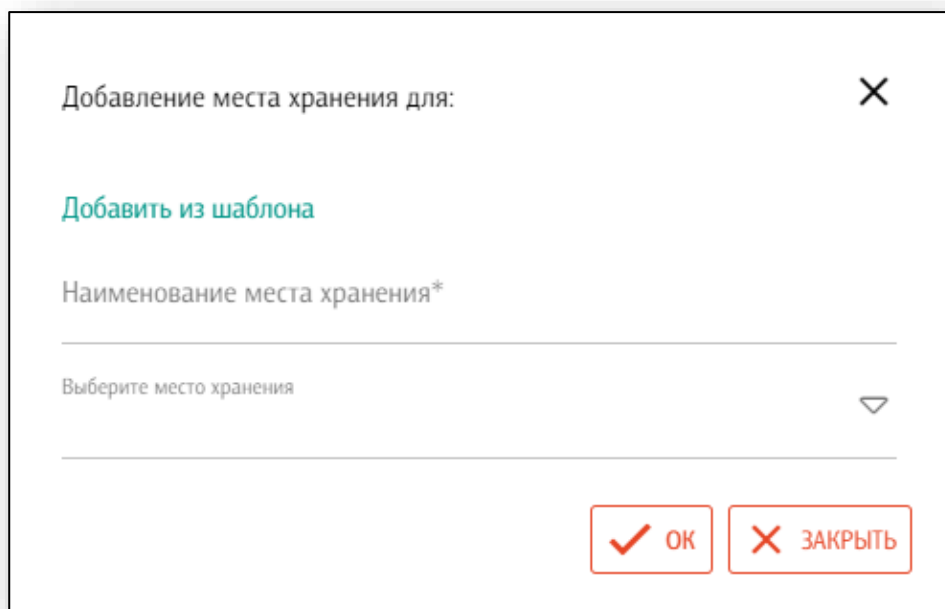 Добавление места хранения для:
Добавить из шаблона
Наименование места хранения*
Выберите место хранения
ОК
ЗАКРЫТЬ